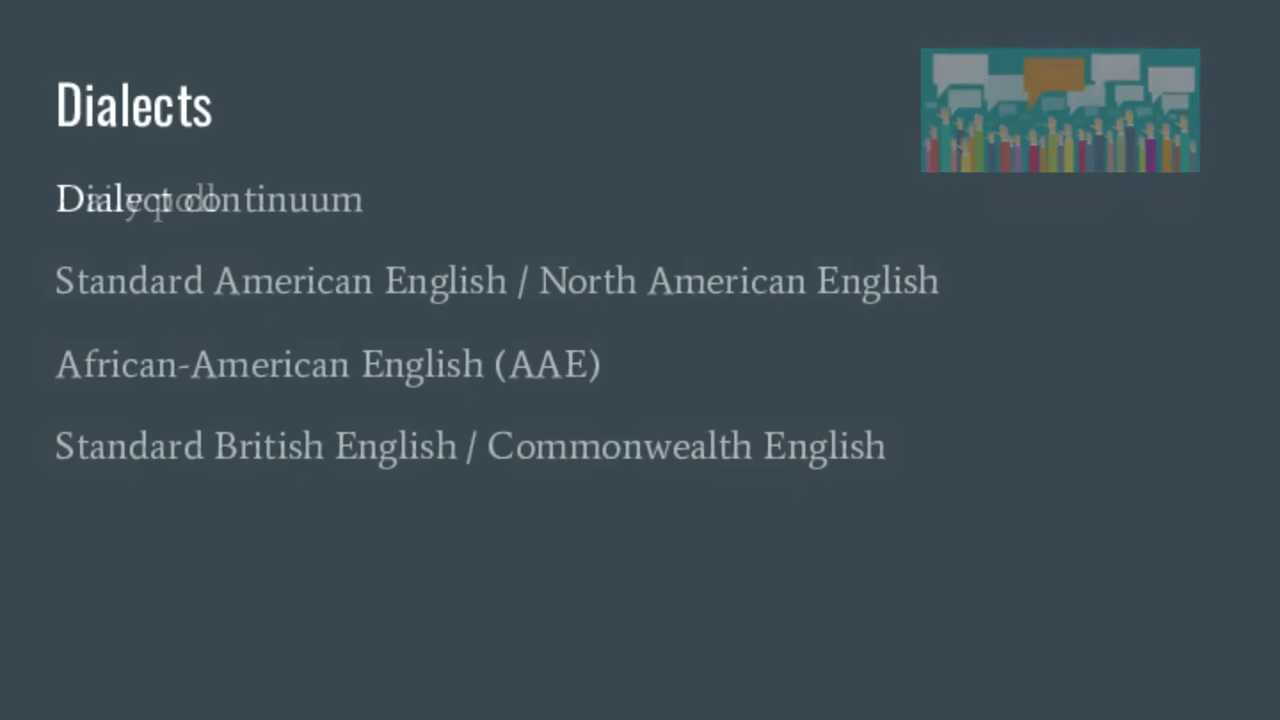 Dialects
Dialect continuum
Standard American English / North American English
African-American English (AAE)
Standard British English / Commonwealth English